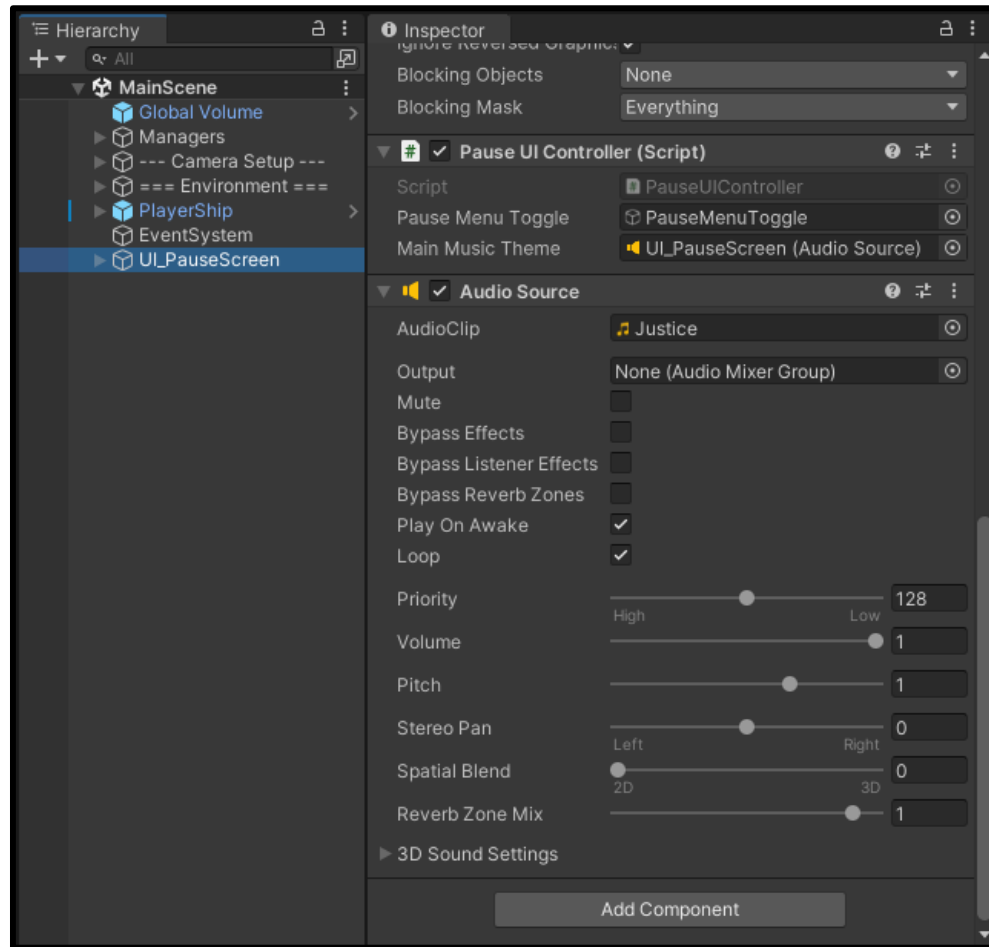 Hierarchy
All
MainScene
Global Volume
Managers
--- Camera Setup ---
=== Environment ===
PlayerShip
EventSystem
UI_PauseScreen
Inspector
Ignore Reversed Graphics
Blocking Objects None
Blocking Mask Everything
# Pause UI Controller (Script)
Script # PauseUIController
Pause Menu Toggle PauseMenuToggle
Main Music Theme UI_PauseScreen (Audio Source)
Audio Source
AudioClip Justice
Output None (Audio Mixer Group)
Mute
Bypass Effects
Bypass Listener Effects
Bypass Reverb Zones
Play On Awake
Loop
Priority 128
High Low
Volume 1
Pitch 1
Stereo Pan 0
Left Right
Spatial Blend 0
2D 3D
Reverb Zone Mix 1
3D Sound Settings
Add Component